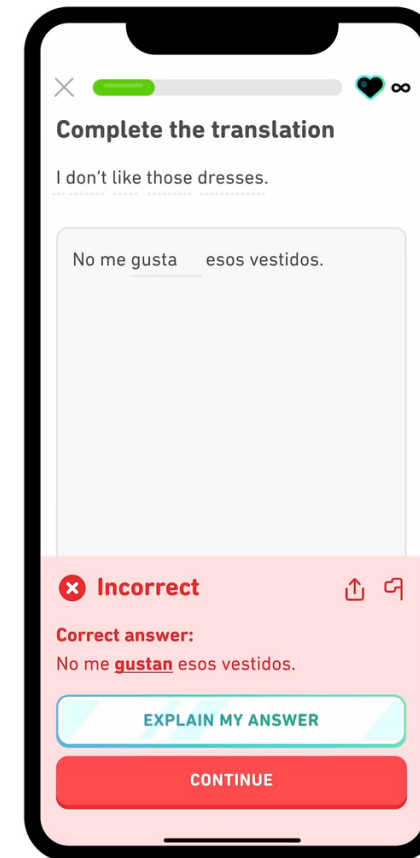 ∞
Complete the translation
I don't like those dresses.
No me gusta esos vestidos.
Incorrect
Correct answer:
No me gustan esos vestidos.
EXPLAIN MY ANSWER
CONTINUE